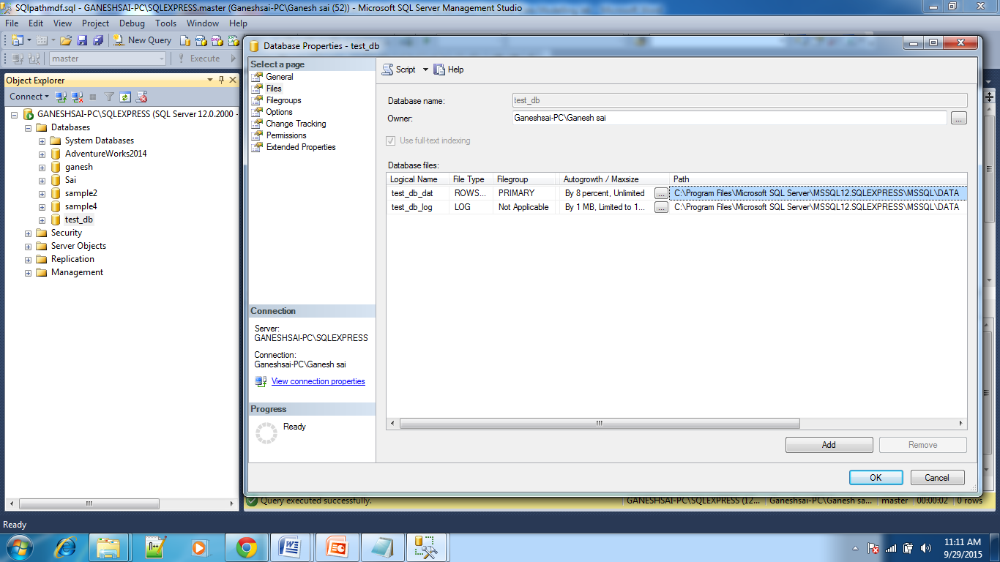 SQlpathmdf.sql - GANESHSAI-PC\SQLEXPRESS.master (Ganeshsai-PC\Ganesh sai (52)) - Microsoft SQL Server Management Studio
File Edit View Project Debug Tools Window Help
New Query
master Execute
Object Explorer
Connect
GANESHSAI-PC\SQLEXPRESS (SQL Server 12.0.2000 -
Databases
System Databases
AdventureWorks2014
ganesh
Sai
sample2
sample4
test_db
Security
Server Objects
Replication
Management
Database Properties - test_db
Select a page
General
Files
Filegroups
Options
Change Tracking
Permissions
Extended Properties
Connection
Server:
GANESHSAI-PC\SQLEXPRESS
Connection:
Ganeshsai-PC\Ganesh sai
View connection properties
Progress
Ready
Script Help
Database name: test_db
Owner: Ganeshsai-PC\Ganesh sai ...
Use full-text indexing
Database files:
Logical Name File Type Filegroup Autogrowth / Maxsize Path
test_db_dat ROWS... PRIMARY By 8 percent, Unlimited ... C:\Program Files\Microsoft SQL Server\MSSQL12.SQLEXPRESS\MSSQL\DATA
test_db_log LOG Not Applicable By 1 MB, Limited to 1... ... C:\Program Files\Microsoft SQL Server\MSSQL12.SQLEXPRESS\MSSQL\DATA
Add Remove
OK Cancel
Query executed successfully. GANESHSAI-PC\SQLEXPRESS (12... Ganeshsai-PC\Ganesh sa... master 00:00:02 0 rows
Ready
11:11 AM
9/29/2015